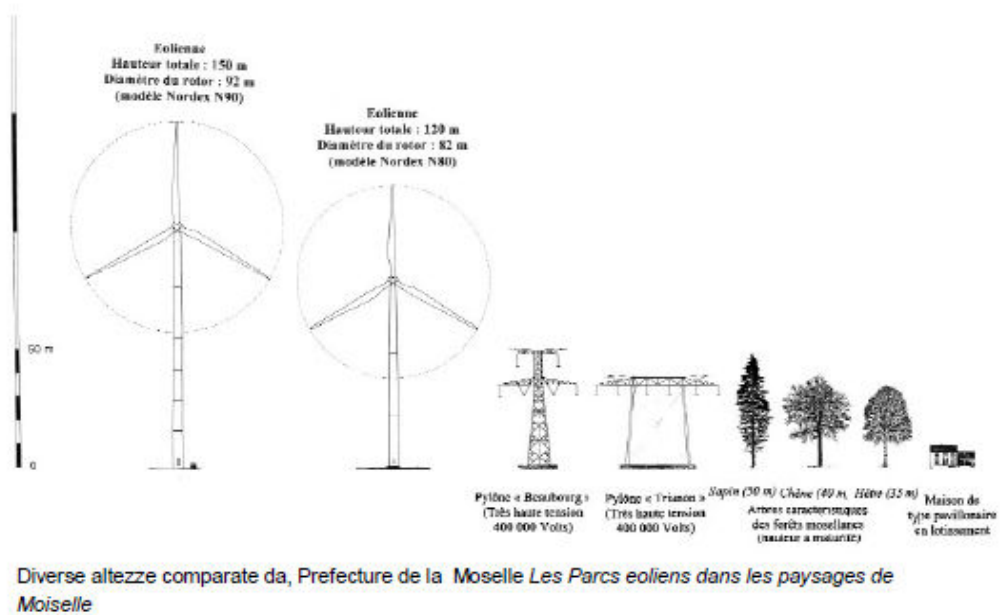 Eolienne
Hauteur totale : 150 m
Diamètre du rotor : 92 m
(modèle Nordex N90)
Eolienne
Hauteur totale : 120 m
Diamètre du rotor : 82 m
(modèle Nordex N80)
50 m
0
Pylône « Beaubourg »
(Très haute tension
400 000 Volts)
Pylône « Trianon »
(Très haute tension
400 000 Volts)
Sapin (50 m) Chêne (40 m, Hêtre (35 m)
Arbres caractéristiques
des forêts mosellanes
(hauteur a maturité)
Maison de
type pavillonaire
en lotissement
Diverse altezze comparate da, Prefecture de la Moselle Les Parcs eoliens dans les paysages de
Moiselle